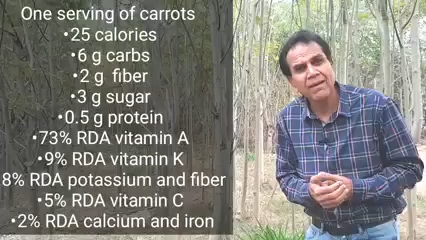 One serving of carrots
•25 calories
•6 g carbs
•2 g fiber
•3 g sugar
•0.5 g protein
•73% RDA vitamin A
•9% RDA vitamin K
8% RDA potassium and fiber
•5% RDA vitamin C
•2% RDA calcium and iron